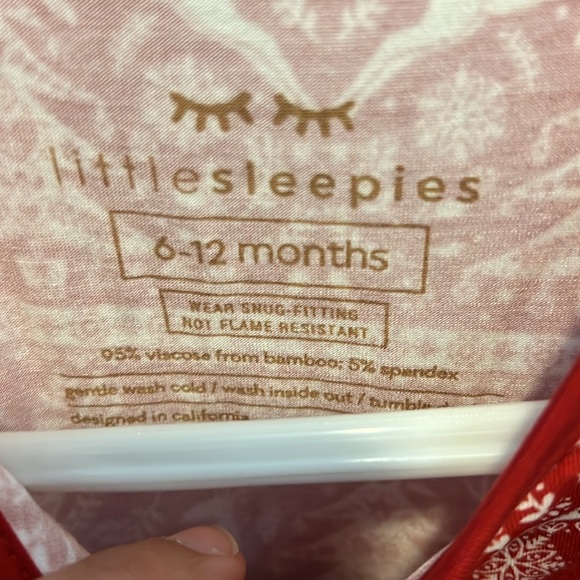 littlesleepies
6-12 months
WEAR SNUG-FITTING
NOT FLAME RESISTANT
95% viscose from bamboo; 5% spandex
gentle wash cold / wash inside out / tumble
designed in california